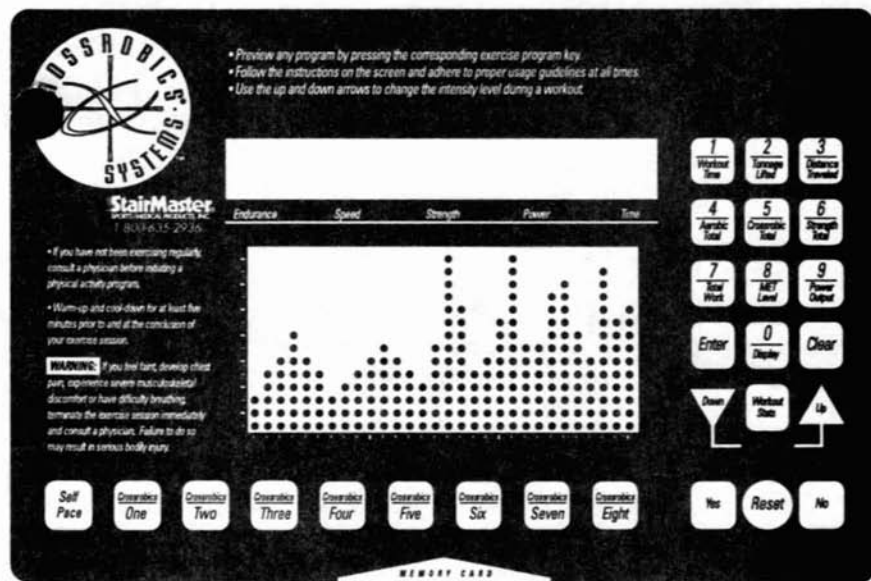 ROSSROBICS
SYSTEMS
StairMaster
SPORTS/MEDICAL PRODUCTS, INC.
1 800-635-2936
• Preview any program by pressing the corresponding exercise program key.
• Follow the instructions on the screen and adhere to proper usage guidelines at all times.
• Use the up and down arrows to change the intensity level during a workout.
Endurance Speed Strength Power Time
• If you have not been exercising regularly,
consult a physician before initiating a
physical activity program.
• Warm-up and cool-down for at least five
minutes prior to and at the conclusion of
your exercise session.
WARNING: If you feel faint, develop chest
pain, experience severe musculoskeletal
discomfort or have difficulty breathing,
terminate the exercise session immediately
and consult a physician. Failure to do so
may result in serious bodily injury.
1 2 3
Workout Tonnage Distance
Time Lifted Traveled
4 5 6
Aerobic Crossrobic Strength
Total Total Total
7 8 9
Total MET Power
Work Level Output
Enter 0 Clear
Display
Down Workout Up
Stats
Self Crossrobics Crossrobics Crossrobics Crossrobics Crossrobics Crossrobics Crossrobics Crossrobics
Pace One Two Three Four Five Six Seven Eight
Yes Reset No
MEMORY CARD